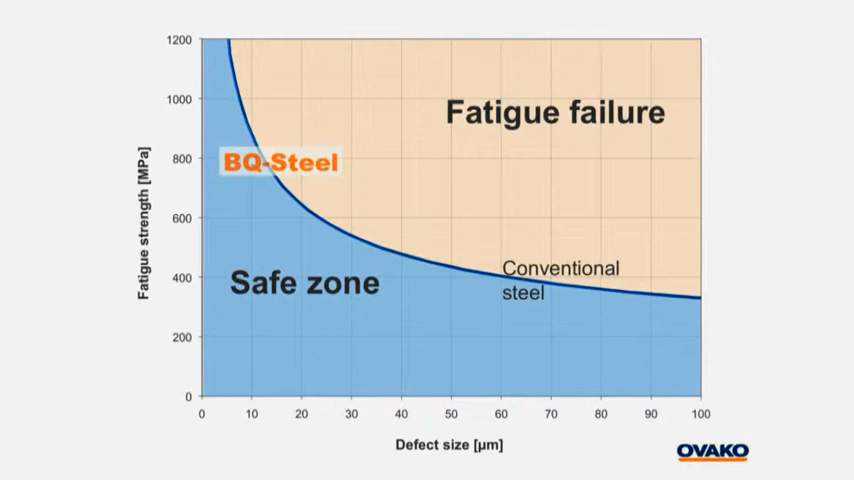 1200
1000
800
600
400
200
0
Fatigue strength [MPa]
Fatigue failure
BQ-Steel
Safe zone
Conventional
steel
0 10 20 30 40 50 60 70 80 90 100
Defect size [µm]
OVAKO